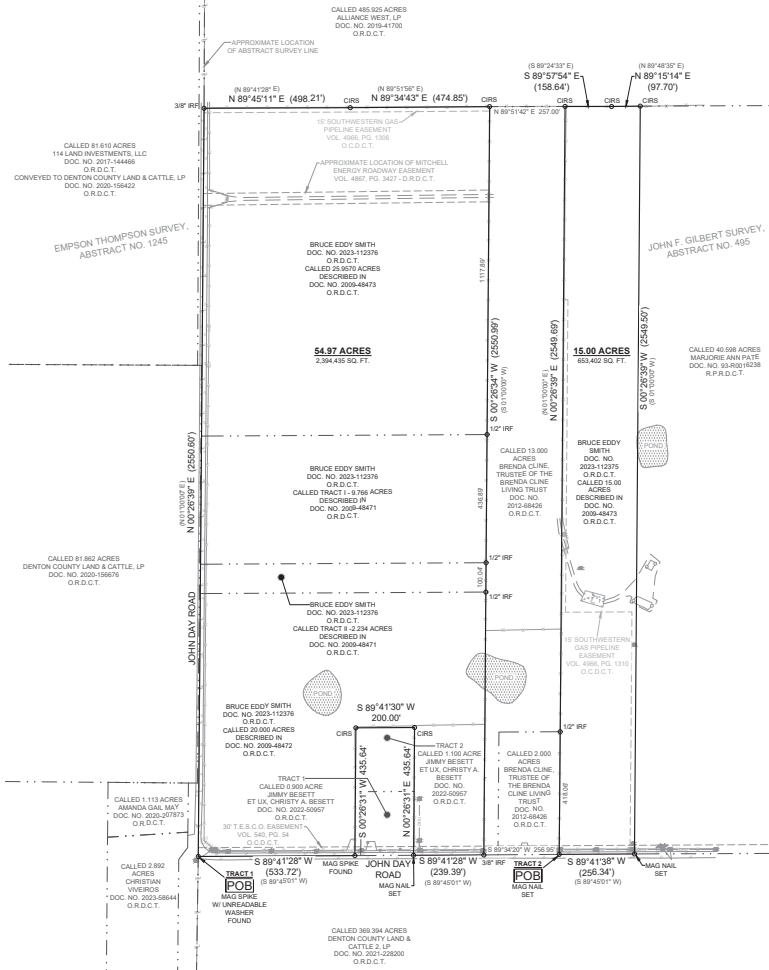 CALLED 485.925 ACRES
ALLIANCE WEST, LP
DOC. NO. 2019-41700
O.R.D.C.T.
APPROXIMATE LOCATION
OF ABSTRACT SURVEY LINE
(N 89°41'28" E)
N 89°45'11" E (498.21')
(N 89°51'56" E)
N 89°34'43" E (474.85')
(S 89°24'33" E)
S 89°57'54" E
(158.64')
(N 89°48'35" E)
N 89°15'14" E
(97.70')
3/8" IRF
CIRS
CIRS
CIRS
CIRS
CIRS
N 89°51'42" E 257.00'
15' SOUTHWESTERN GAS
PIPELINE EASEMENT
VOL. 4966, PG. 1306
O.C.D.C.T.
APPROXIMATE LOCATION OF MITCHELL
ENERGY ROADWAY EASEMENT
VOL. 4867, PG. 3427 - D.R.D.C.T.
CALLED 81.610 ACRES
114 LAND INVESTMENTS, LLC
DOC. NO. 2017-144466
O.R.D.C.T.
CONVEYED TO DENTON COUNTY LAND & CATTLE, LP
DOC. NO. 2020-156422
O.R.D.C.T.
EMPSON THOMPSON SURVEY,
ABSTRACT NO. 1245
JOHN F. GILBERT SURVEY,
ABSTRACT NO. 495
BRUCE EDDY SMITH
DOC. NO. 2023-112376
O.R.D.C.T.
CALLED 25.9570 ACRES
DESCRIBED IN
DOC. NO. 2009-48473
O.R.D.C.T.
1117.89'
54.97 ACRES
2,394,435 SQ. FT.
S 00°26'34" W (2550.99')
(S 01°00'00" W)
N 00°26'39" E (2549.69')
(N 01°00'00" E)
15.00 ACRES
653,402 SQ. FT.
S 00°26'39" W (2549.50')
(S 01°00'00" W)
CALLED 40.598 ACRES
MARJORIE ANN PATE
DOC. NO. 93-R0016238
R.P.R.D.C.T.
1/2" IRF
N 00°26'39" E (2550.60')
(N 01°00'00" E)
BRUCE EDDY SMITH
DOC. NO. 2023-112376
O.R.D.C.T.
CALLED TRACT I - 9.766 ACRES
DESCRIBED IN
DOC. NO. 2009-48471
O.R.D.C.T.
436.89'
CALLED 13.000
ACRES
BRENDA CLINE,
TRUSTEE OF THE
BRENDA CLINE
LIVING TRUST
DOC. NO.
2012-68426
O.R.D.C.T.
BRUCE EDDY
SMITH
DOC. NO.
2023-112375
O.R.D.C.T.
CALLED 15.00
ACRES
DESCRIBED IN
DOC. NO.
2009-48473
O.R.D.C.T.
POND
CALLED 81.862 ACRES
DENTON COUNTY LAND & CATTLE, LP
DOC. NO. 2020-156676
O.R.D.C.T.
JOHN DAY ROAD
1/2" IRF
100.04'
1/2" IRF
BRUCE EDDY SMITH
DOC. NO. 2023-112376
O.R.D.C.T.
CALLED TRACT II -2.234 ACRES
DESCRIBED IN
DOC. NO. 2009-48471
O.R.D.C.T.
15' SOUTHWESTERN
GAS PIPELINE
EASEMENT
VOL. 4966, PG. 1310
O.C.D.C.T.
POND
POND
BRUCE EDDY SMITH
DOC. NO. 2023-112376
O.R.D.C.T.
CALLED 20.000 ACRES
DESCRIBED IN
DOC. NO. 2009-48472
O.R.D.C.T.
S 89°41'30" W
200.00'
CIRS
CIRS
1/2" IRF
TRACT 2
CALLED 1.100 ACRE
JIMMY BESETT
ET UX, CHRISTY A.
BESETT
DOC. NO.
2022-50957
O.R.D.C.T.
S 00°26'31" W 435.64'
N 00°26'31" E 435.64'
TRACT 1
CALLED 0.900 ACRE
JIMMY BESETT
ET UX, CHRISTY A. BESETT
DOC. NO. 2022-50957
O.R.D.C.T.
CALLED 2.000
ACRES
BRENDA CLINE,
TRUSTEE OF
THE BRENDA
CLINE LIVING
TRUST
DOC. NO.
2012-68426
O.R.D.C.T.
418.06'
CALLED 1.113 ACRES
AMANDA GAIL MAY
DOC. NO. 2020-207873
O.R.D.C.T.
30' T.E.S.C.O. EASEMENT
VOL. 540, PG. 54
O.C.D.C.T.
S 89°34'20" W 256.95'
CALLED 2.892
ACRES
CHRISTIAN
VIVEIROS
DOC. NO. 2023-58644
O.R.D.C.T.
TRACT 1
POB
MAG SPIKE
W/ UNREADABLE
WASHER
FOUND
S 89°41'28" W
(533.72')
(S 89°45'01" W)
MAG SPIKE
FOUND
JOHN DAY
ROAD
MAG NAIL
SET
S 89°41'28" W
(239.39')
(S 89°45'01" W)
3/8" IRF
TRACT 2
POB
MAG NAIL
SET
S 89°41'38" W
(256.34')
(S 89°45'01" W)
MAG NAIL
SET
CALLED 369.394 ACRES
DENTON COUNTY LAND &
CATTLE 2, LP
DOC. NO. 2021-228200
O.R.D.C.T.